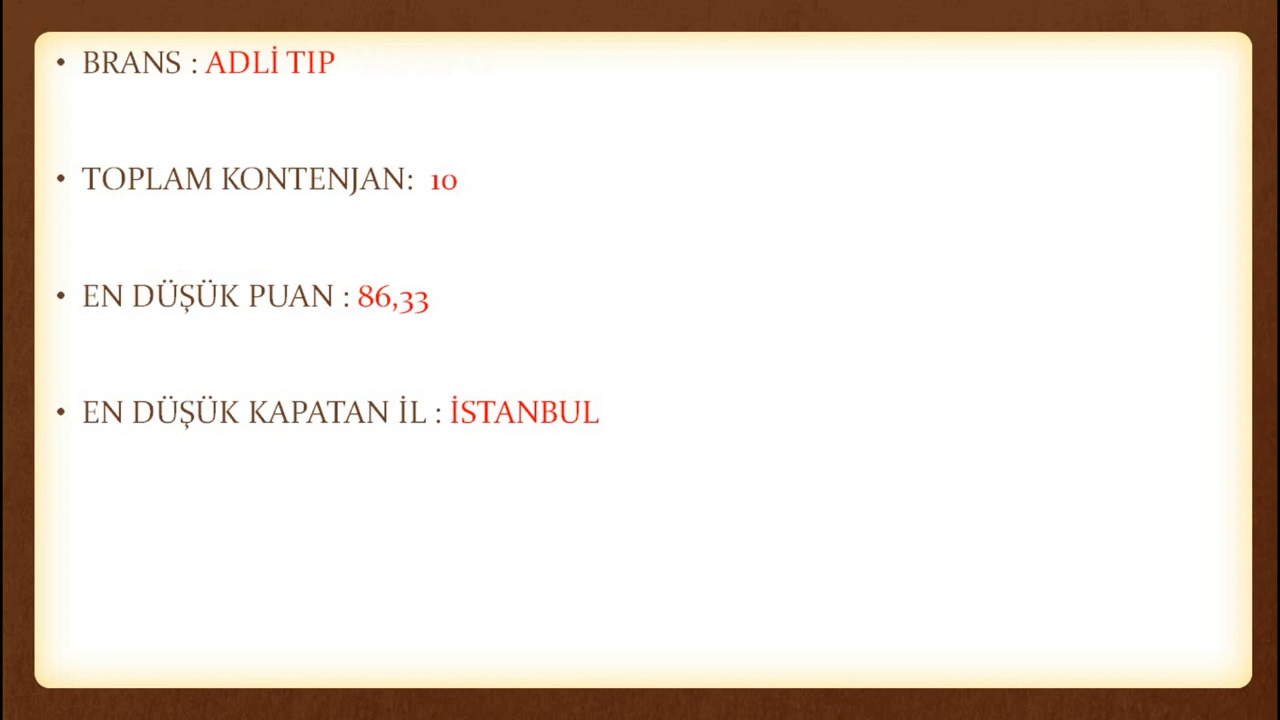 • BRANS : ADLİ TIP
• TOPLAM KONTENJAN: 10
• EN DÜŞÜK PUAN : 86,33
• EN DÜŞÜK KAPATAN İL : İSTANBUL